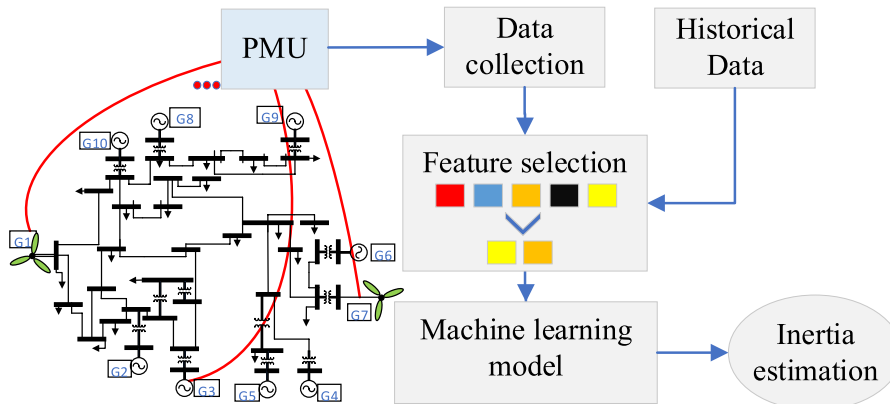 PMU
Data
collection
Historical
Data
G8
G9
G10
Feature selection
G1
G6
G7
Machine learning
model
Inertia
estimation
G2
G3
G5
G4